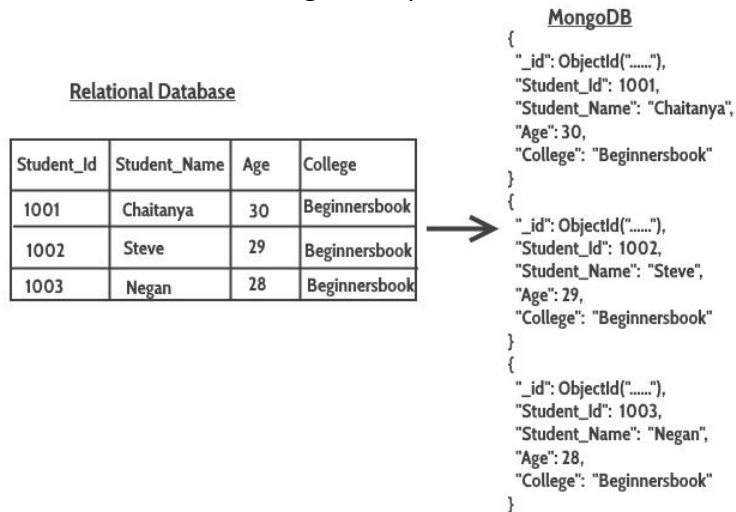 Relational Database
Student_Id Student_Name Age College
1001 Chaitanya 30 Beginnersbook
1002 Steve 29 Beginnersbook
1003 Negan 28 Beginnersbook
MongoDB
{
"_id": ObjectId("......"),
"Student_Id": 1001,
"Student_Name": "Chaitanya",
"Age": 30,
"College": "Beginnersbook"
}
{
"_id": ObjectId("......"),
"Student_Id": 1002,
"Student_Name": "Steve",
"Age": 29,
"College": "Beginnersbook"
}
{
"_id": ObjectId("......"),
"Student_Id": 1003,
"Student_Name": "Negan",
"Age": 28,
"College": "Beginnersbook"
}